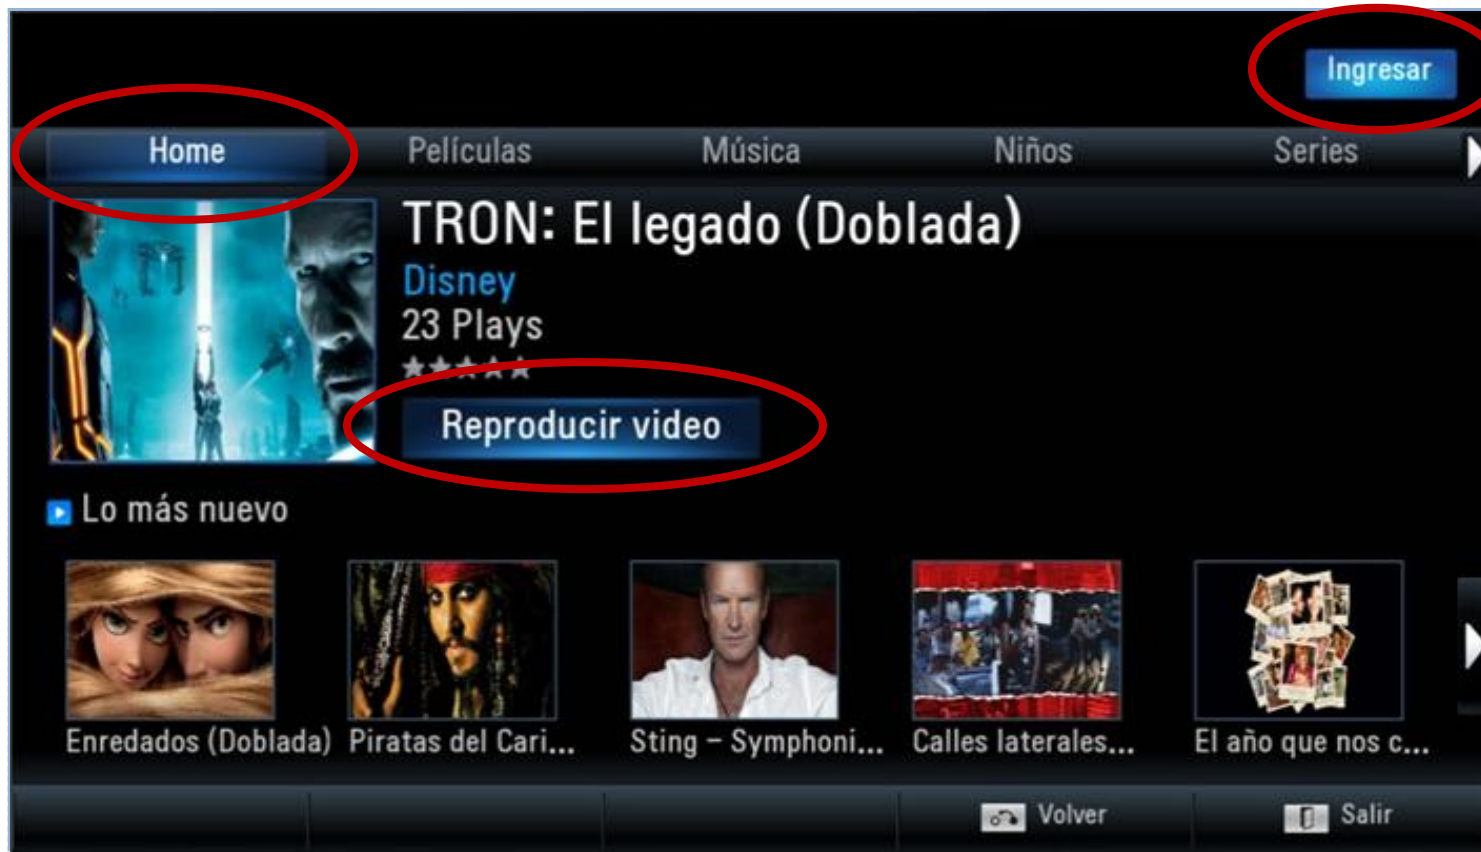 Ingresar
Home Películas Música Niños Series
TRON: El legado (Doblada)
Disney
23 Plays
Reproducir video
Lo más nuevo
Enredados (Doblada) Piratas del Cari... Sting – Symphoni... Calles laterales... El año que nos c...
Volver Salir